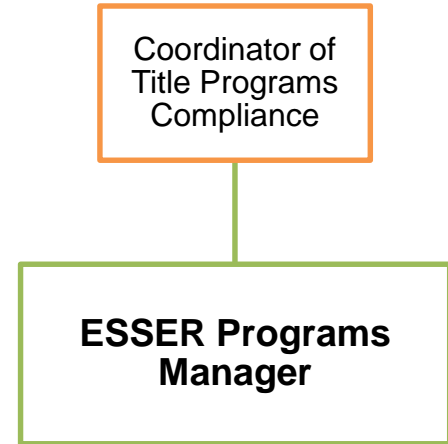 Coordinator of
Title Programs
Compliance
ESSER Programs
Manager